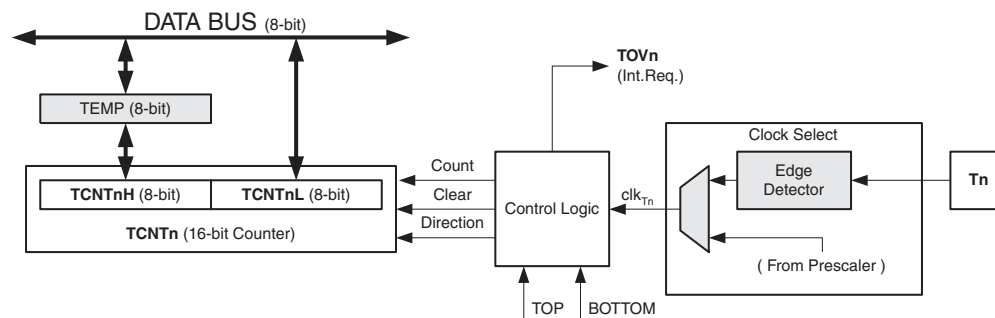 DATA BUS (8-bit)
TOVn
(Int.Req.)
TEMP (8-bit)
Clock Select
Count
Edge
Detector
TCNTnH (8-bit) TCNTnL (8-bit)
Clear
Control Logic
clkTn
Tn
Direction
TCNTn (16-bit Counter)
( From Prescaler )
TOP BOTTOM